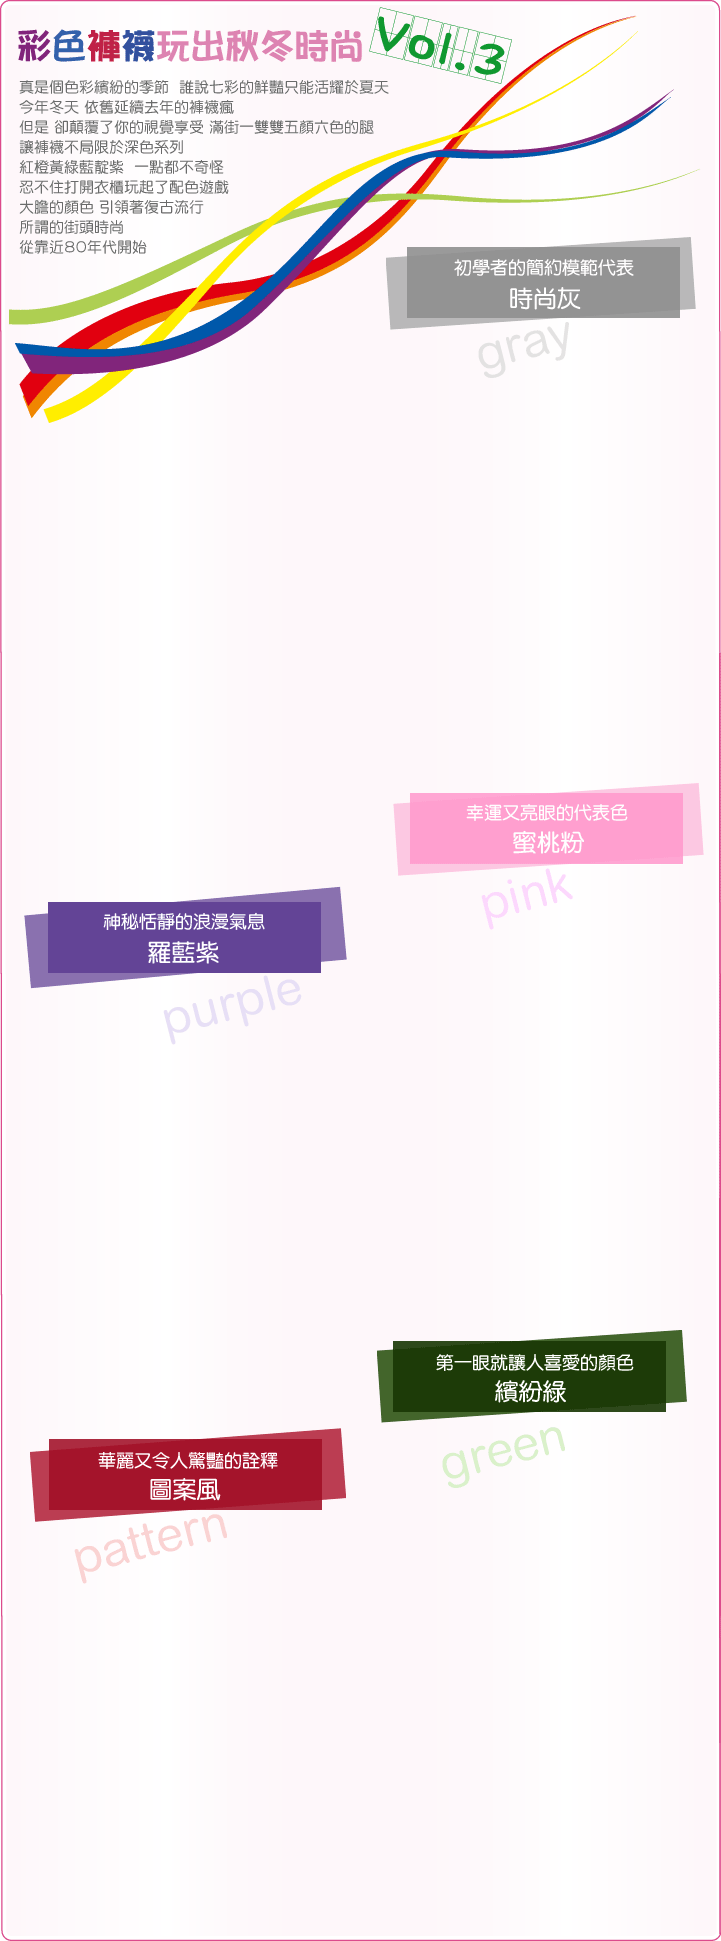 彩色褲襪玩出秋冬時尚
Vol.3
真是個色彩繽紛的季節 誰說七彩的鮮豔只能活耀於夏天
今年冬天 依舊延續去年的褲襪瘋
但是 卻顛覆了你的視覺享受 滿街一雙雙五顏六色的腿
讓褲襪不局限於深色系列
紅橙黃綠藍靛紫 一點都不奇怪
忍不住打開衣櫃玩起了配色遊戲
大膽的顏色 引領著復古流行
所謂的街頭時尚
從靠近80年代開始
初學者的簡約模範代表
時尚灰
gray
幸運又亮眼的代表色
蜜桃粉
pink
神秘恬靜的浪漫氣息
羅藍紫
purple
第一眼就讓人喜愛的顏色
繽紛綠
green
華麗又令人驚豔的詮釋
圖案風
pattern